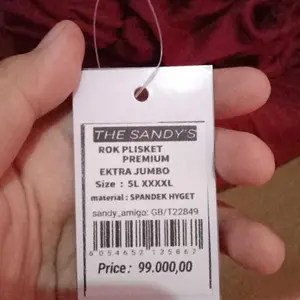 THE SANDY'S
ROK PLISKET
PREMIUM
EKTRA JUMBO
Size : 5L XXXXL
material : SPANDEK HYGET
sandy_amigo: GB/T22849
6054652135867
Price: 99.000,00